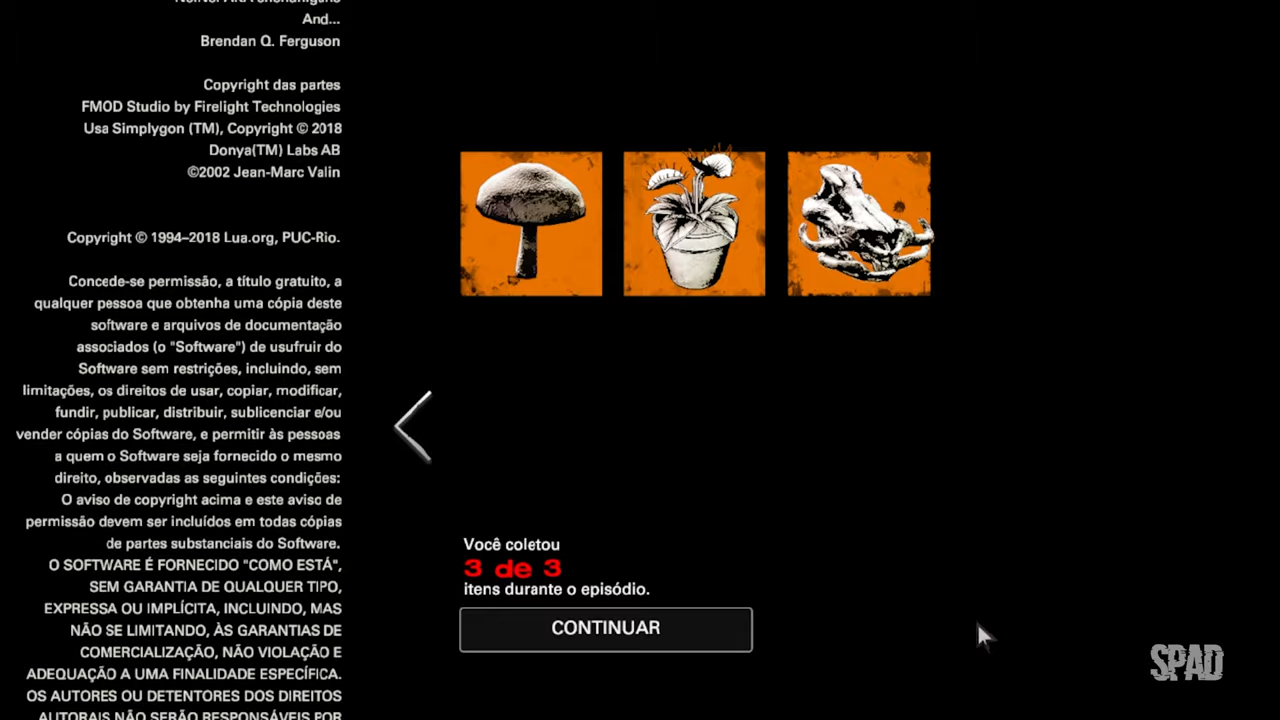 And...
Brendan Q. Ferguson
Copyright das partes
FMOD Studio by Firelight Technologies
Usa Simplygon (TM), Copyright © 2018
Donya(TM) Labs AB
©2002 Jean-Marc Valin
Copyright © 1994–2018 Lua.org, PUC-Rio.
Concede-se permissão, a título gratuito, a
qualquer pessoa que obtenha uma cópia deste
software e arquivos de documentação
associados (o "Software") de usufruir do
Software sem restrições, incluindo, sem
limitações, os direitos de usar, copiar, modificar,
fundir, publicar, distribuir, sublicenciar e/ou
vender cópias do Software, e permitir às pessoas
a quem o Software seja fornecido o mesmo
direito, observadas as seguintes condições:
O aviso de copyright acima e este aviso de
permissão devem ser incluídos em todas cópias
de partes substanciais do Software.
O SOFTWARE É FORNECIDO "COMO ESTÁ",
SEM GARANTIA DE QUALQUER TIPO,
EXPRESSA OU IMPLÍCITA, INCLUINDO, MAS
NÃO SE LIMITANDO, ÀS GARANTIAS DE
COMERCIALIZAÇÃO, NÃO VIOLAÇÃO E
ADEQUAÇÃO A UMA FINALIDADE ESPECÍFICA.
OS AUTORES OU DETENTORES DOS DIREITOS
AUTORAIS NÃO SERÃO RESPONSÁVEIS POR
Você coletou
3 de 3
itens durante o episódio.
CONTINUAR
SPAD